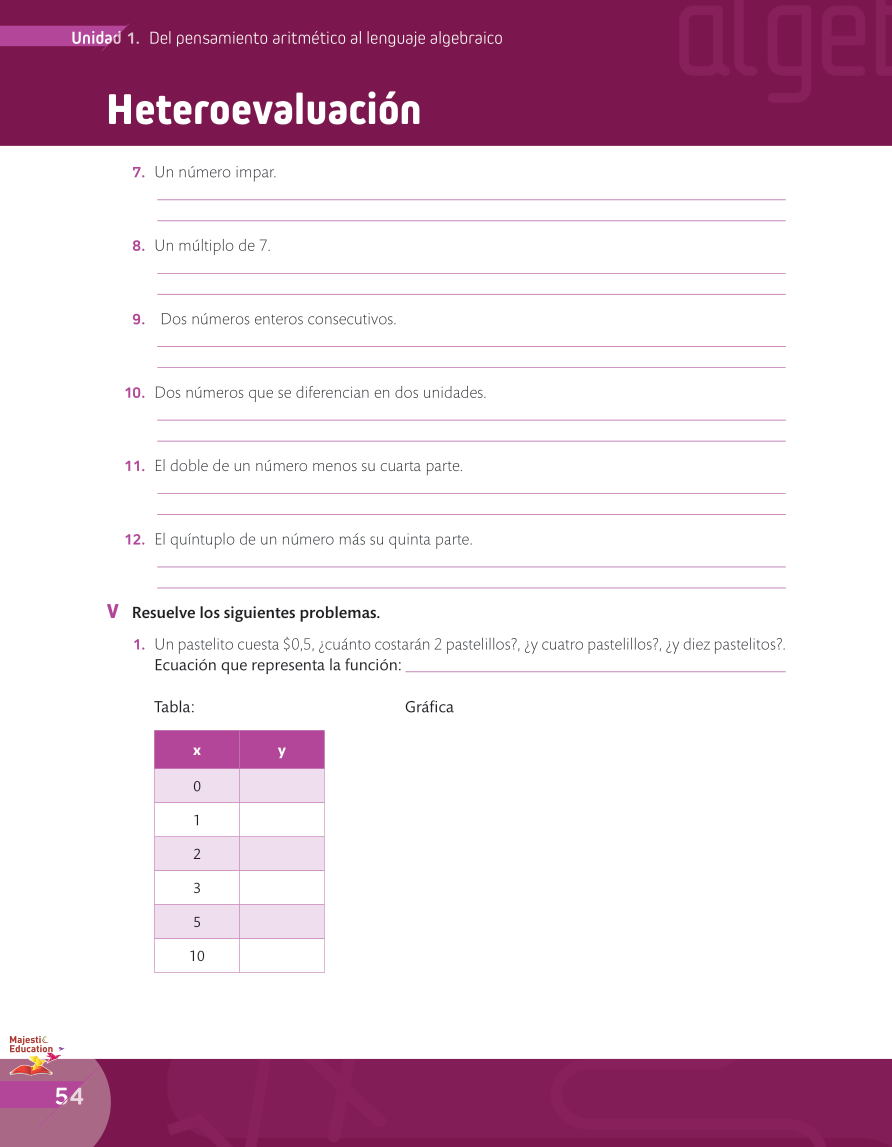 Unidad 1. Del pensamiento aritmético al lenguaje algebraico
alge
Heteroevaluación
7. Un número impar.
8. Un múltiplo de 7.
9. Dos números enteros consecutivos.
10. Dos números que se diferencian en dos unidades.
11. El doble de un número menos su cuarta parte.
12. El quíntuplo de un número más su quinta parte.
V Resuelve los siguientes problemas.
1. Un pastelito cuesta $0,5, ¿cuánto costarán 2 pastelillos?, ¿y cuatro pastelillos?, ¿y diez pastelitos?.
Ecuación que representa la función:
Tabla: Gráfica
x y
0
1
2
3
5
10
Majestic
Education
54